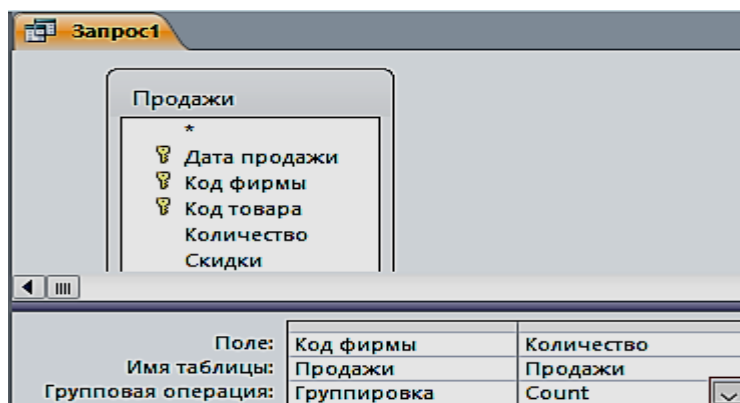 Запрос1
Продажи
*
Дата продажи
Код фирмы
Код товара
Количество
Скидки
Поле: Код фирмы Количество
Имя таблицы: Продажи Продажи
Групповая операция: Группировка Count